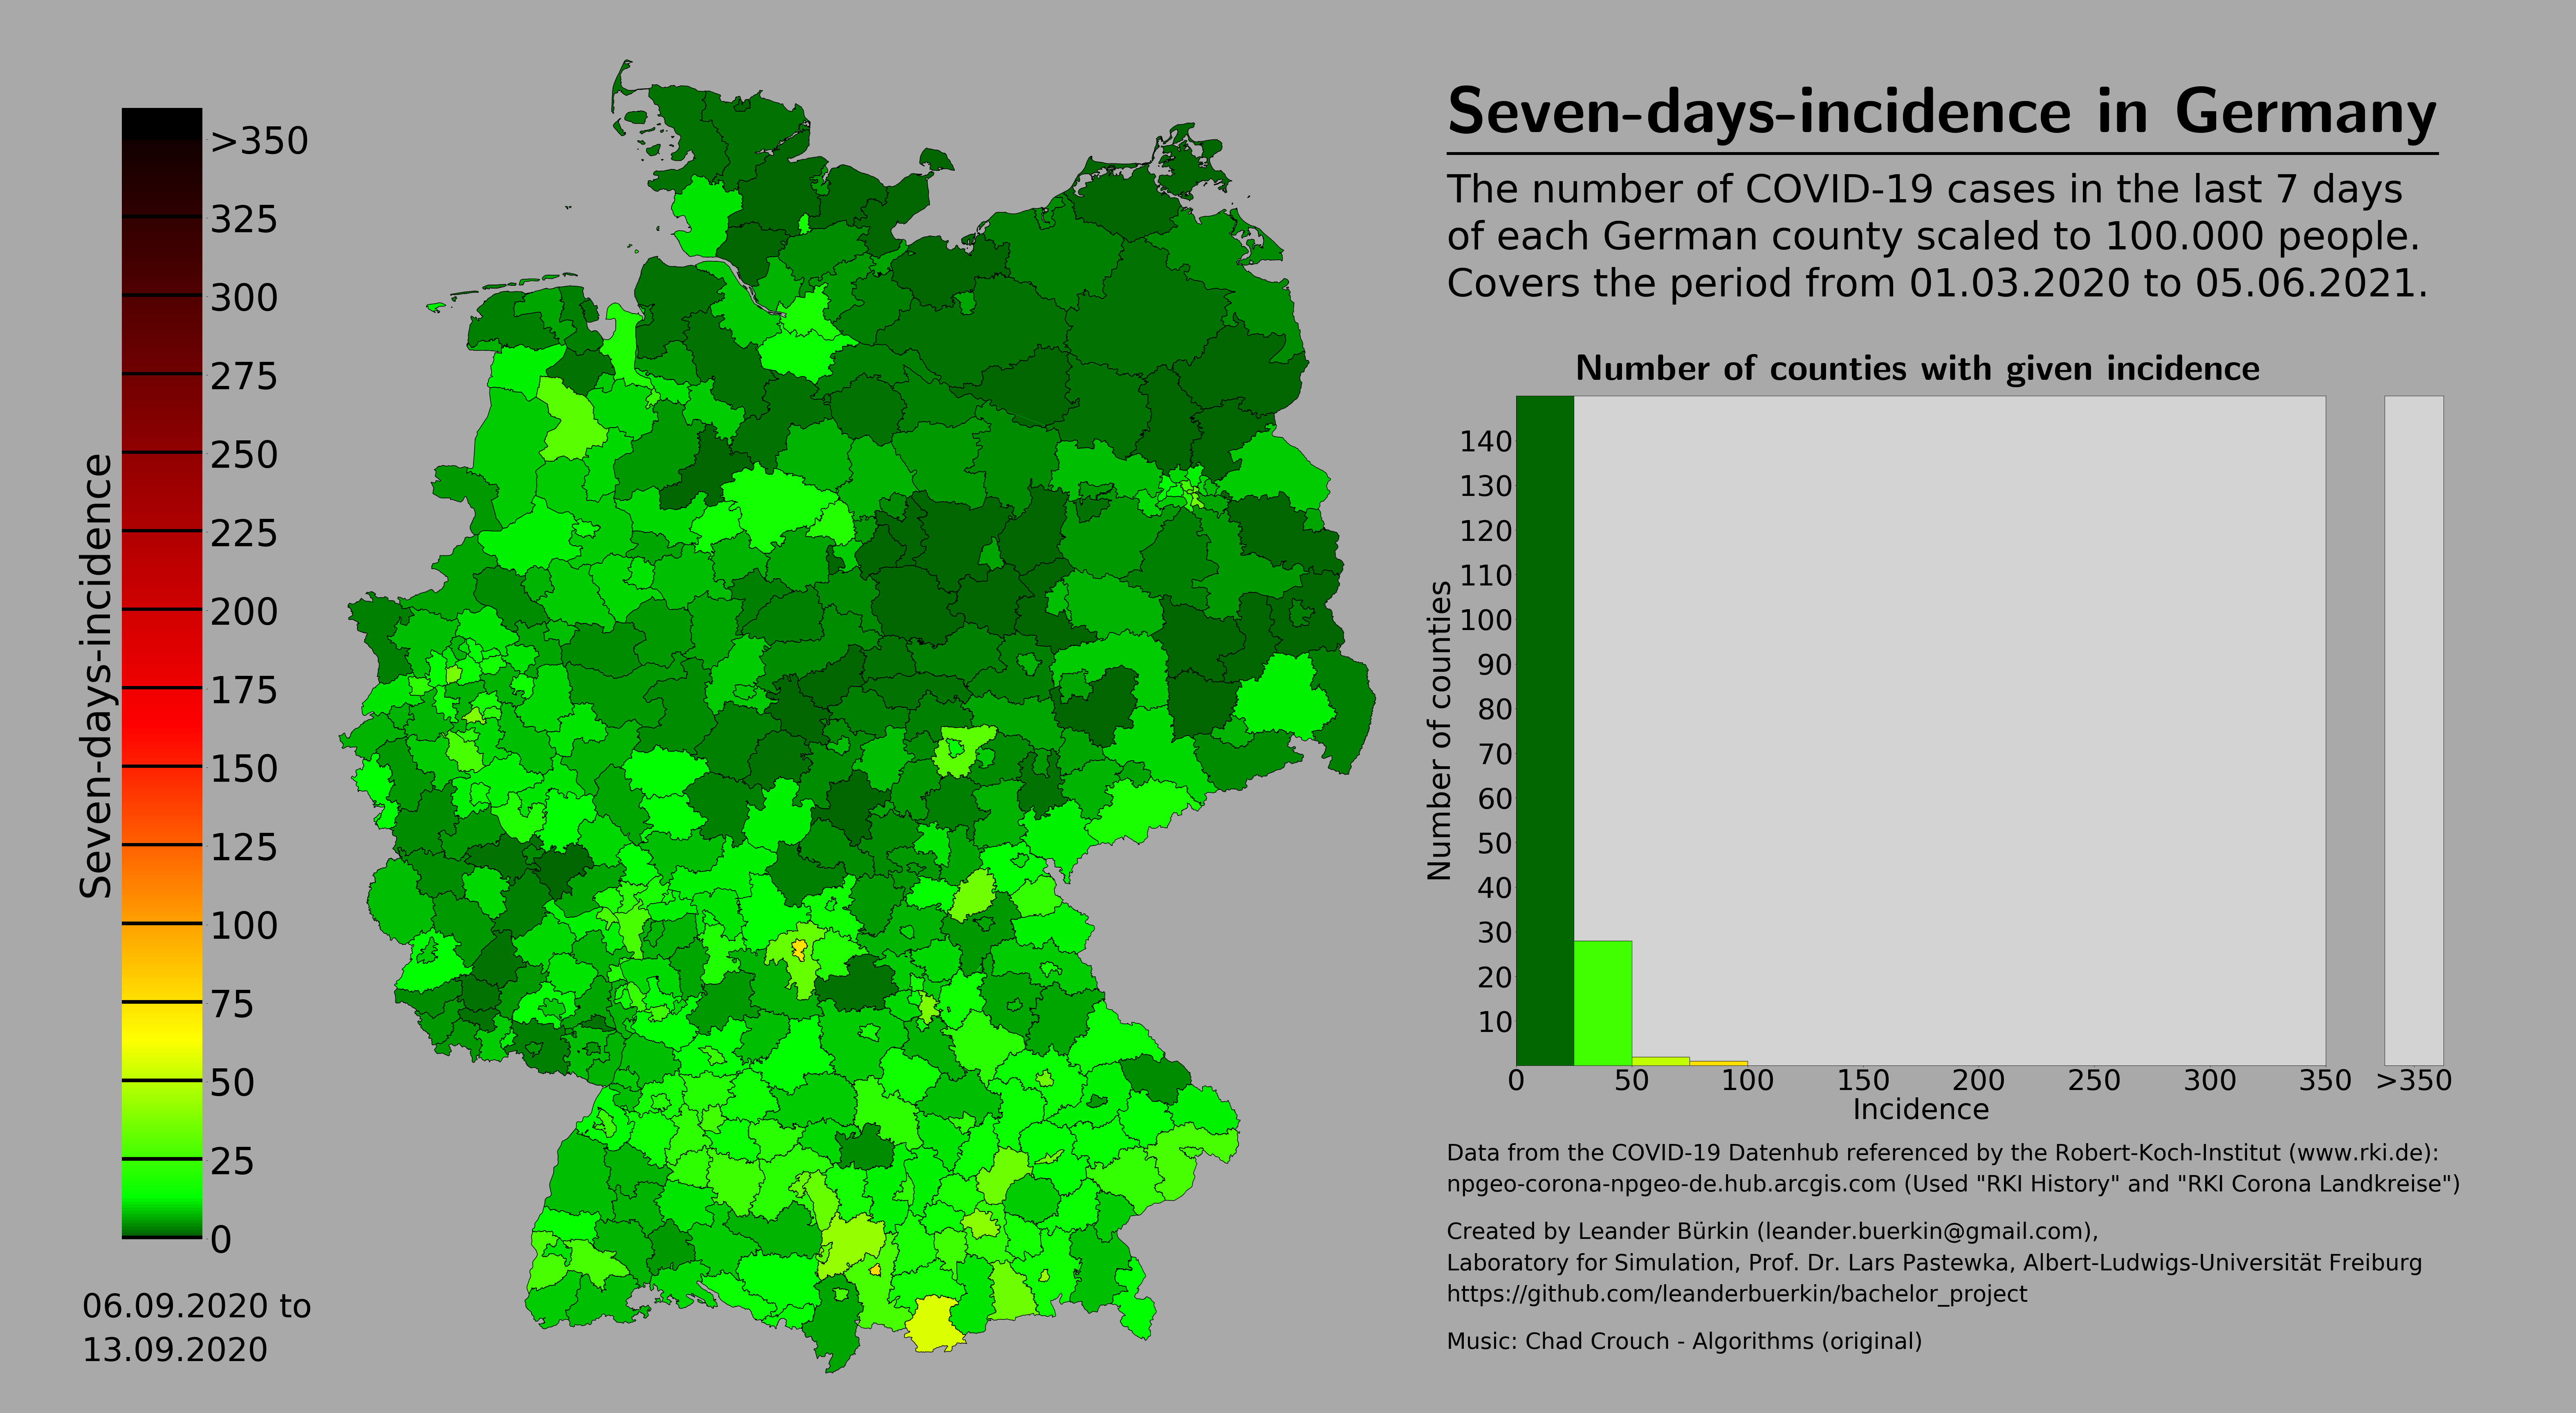 Seven-days-incidence in Germany
The number of COVID-19 cases in the last 7 days
of each German county scaled to 100.000 people.
Covers the period from 01.03.2020 to 05.06.2021.
Seven-days-incidence
>350
325
300
275
250
225
200
175
150
125
100
75
50
25
0
06.09.2020 to
13.09.2020
Number of counties with given incidence
Number of counties
140
130
120
110
100
90
80
70
60
50
40
30
20
10
0 50 100 150 200 250 300 350 >350
Incidence
Data from the COVID-19 Datenhub referenced by the Robert-Koch-Institut (www.rki.de):
npgeo-corona-npgeo-de.hub.arcgis.com (Used "RKI History" and "RKI Corona Landkreise")
Created by Leander Bürkin (leander.buerkin@gmail.com),
Laboratory for Simulation, Prof. Dr. Lars Pastewka, Albert-Ludwigs-Universität Freiburg
https://github.com/leanderbuerkin/bachelor_project
Music: Chad Crouch - Algorithms (original)